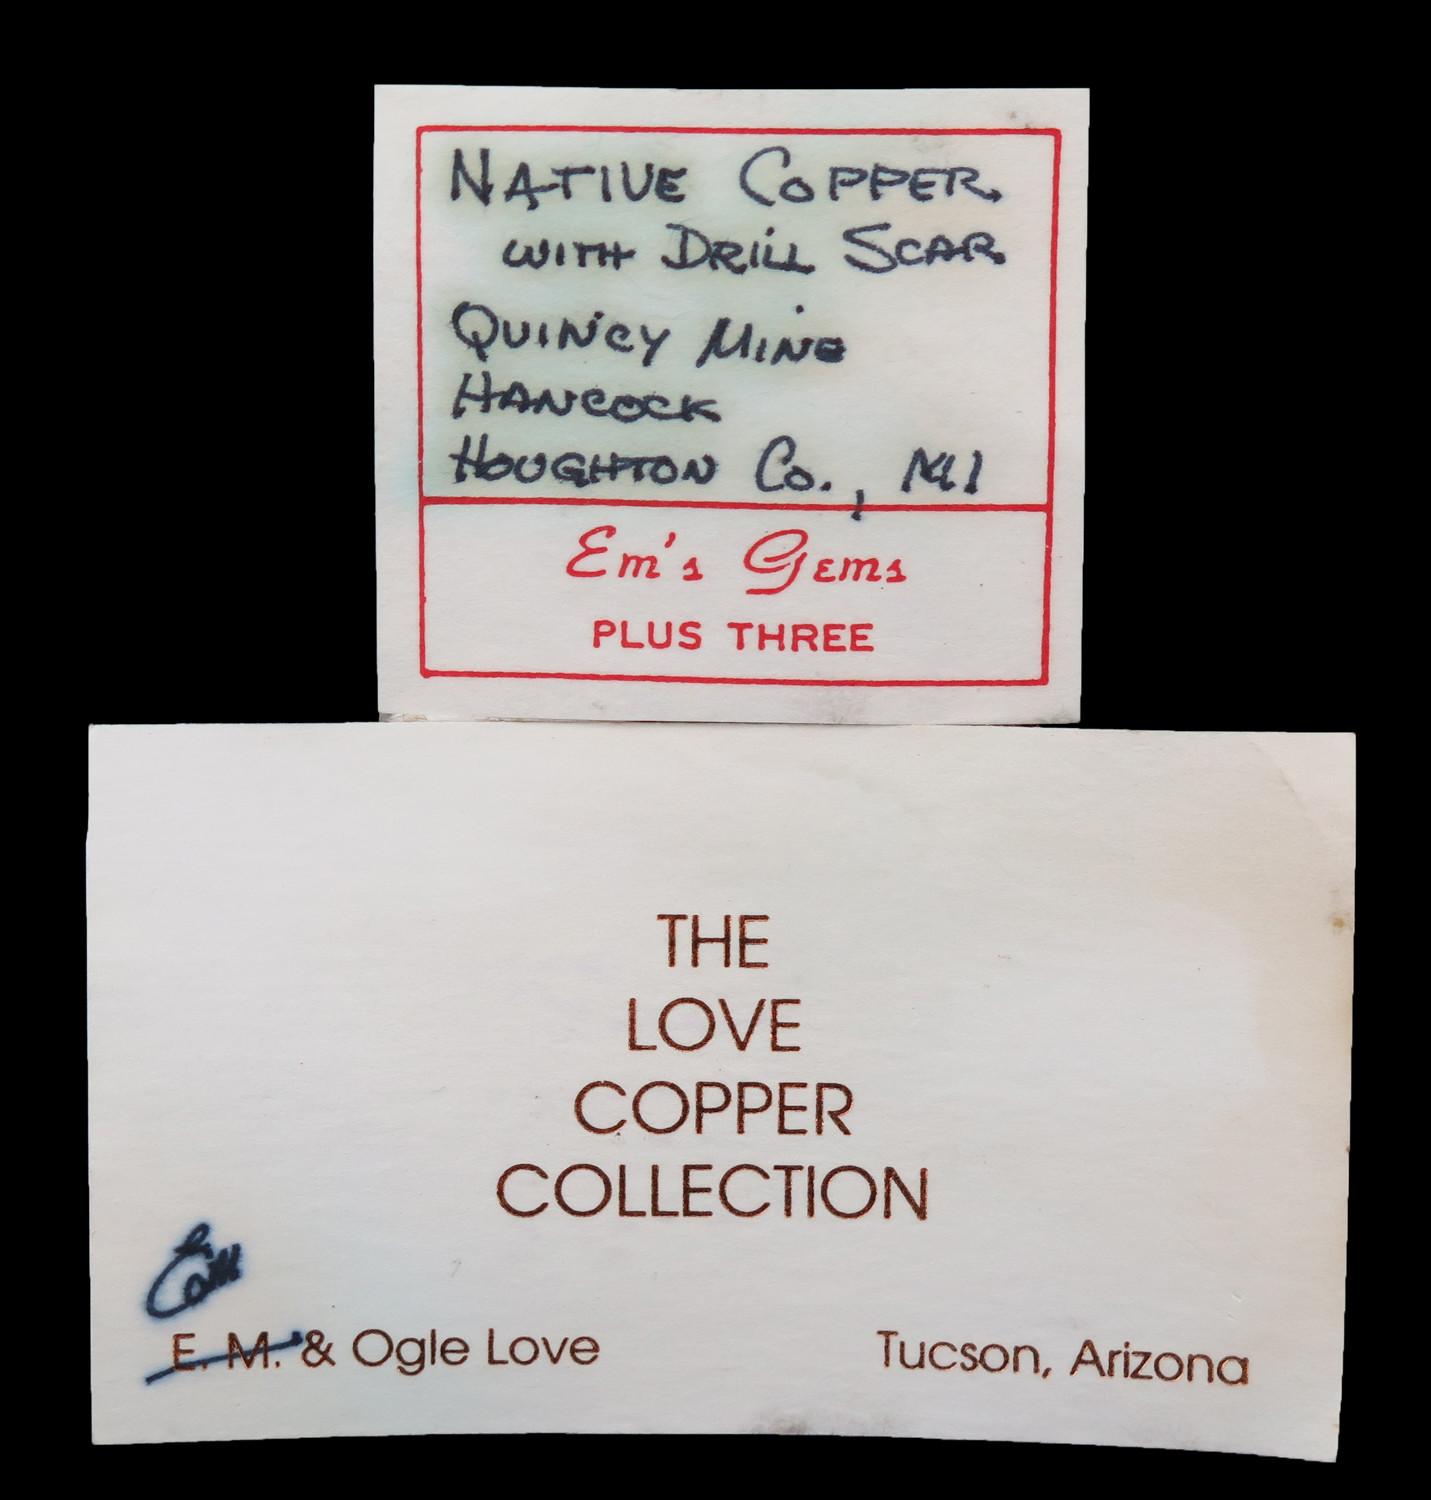 NATIVE COPPER
WITH DRILL SCAR
QUINCY MINE
HANCOCK
HOUGHTON CO., MI
Em's Gems
PLUS THREE
THE
LOVE
COPPER
COLLECTION
Em
E. M. & Ogle Love
Tucson, Arizona